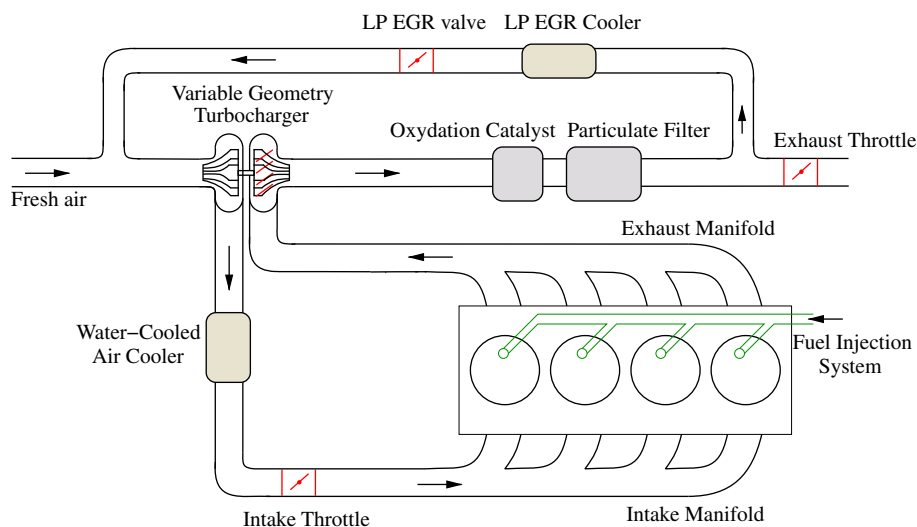 LP EGR valve
LP EGR Cooler
Variable Geometry
Turbocharger
Oxydation Catalyst
Particulate Filter
Exhaust Throttle
Fresh air
Exhaust Manifold
Water−Cooled
Air Cooler
Fuel Injection
System
Intake Throttle
Intake Manifold